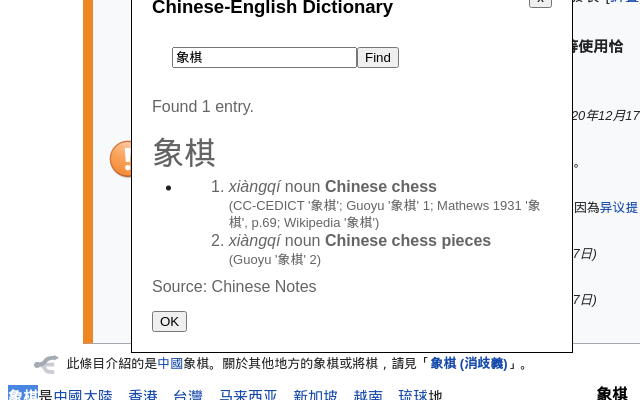 Chinese-English Dictionary
x
等使用恰
象棋 Find
Found 1 entry.
20年12月17
象棋
。
1. xiàngqí noun Chinese chess
(CC-CEDICT '象棋'; Guoyu '象棋' 1; Mathews 1931 '象
棋', p.69; Wikipedia '象棋')
因為异议提
2. xiàngqí noun Chinese chess pieces
(Guoyu '象棋' 2)
7日)
Source: Chinese Notes
7日)
OK
此條目介紹的是中國象棋。關於其他地方的象棋或將棋，請見「象棋 (消歧義)」。
象棋是中國大陸、香港、台灣、马来西亚、新加坡、越南、琉球地
象棋